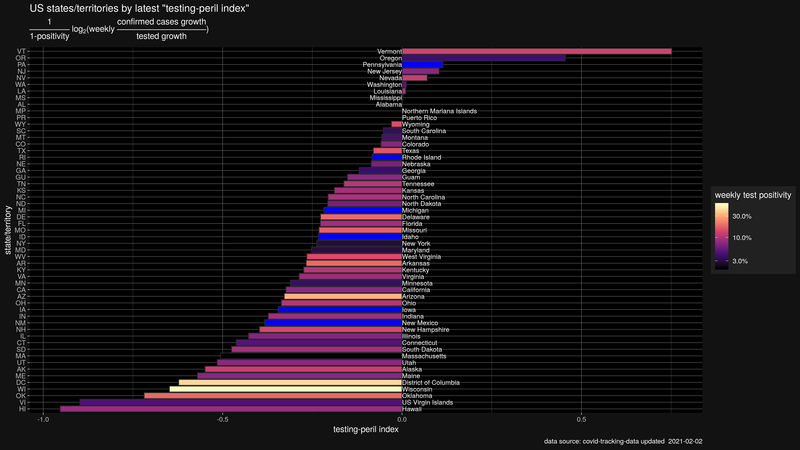 US states/territories by latest "testing-peril index"
1 confirmed cases growth
log2(weekly )
1-positivity tested growth
VT Vermont
OR Oregon
PA Pennsylvania
NJ New Jersey
NV Nevada
WA Washington
LA Louisiana
MS Mississippi
AL Alabama
MP Northern Mariana Islands
PR Puerto Rico
WY Wyoming
SC South Carolina
MT Montana
CO Colorado
TX Texas
RI Rhode Island
NE Nebraska
GA Georgia
GU Guam
TN Tennessee
KS Kansas
NC North Carolina
ND North Dakota
MI Michigan
DE Delaware
FL Florida
MO Missouri
ID Idaho
NY New York
MD Maryland
WV West Virginia
AR Arkansas
KY Kentucky
VA Virginia
MN Minnesota
CA California
AZ Arizona
OH Ohio
IA Iowa
IN Indiana
NM New Mexico
NH New Hampshire
IL Illinois
CT Connecticut
SD South Dakota
MA Massachusetts
UT Utah
AK Alaska
ME Maine
DC District of Columbia
WI Wisconsin
OK Oklahoma
VI US Virgin Islands
HI Hawaii
state/territory
-1.0 -0.5 0.0 0.5
testing-peril index
weekly test positivity
30.0%
10.0%
3.0%
data source: covid-tracking-data updated 2021-02-02